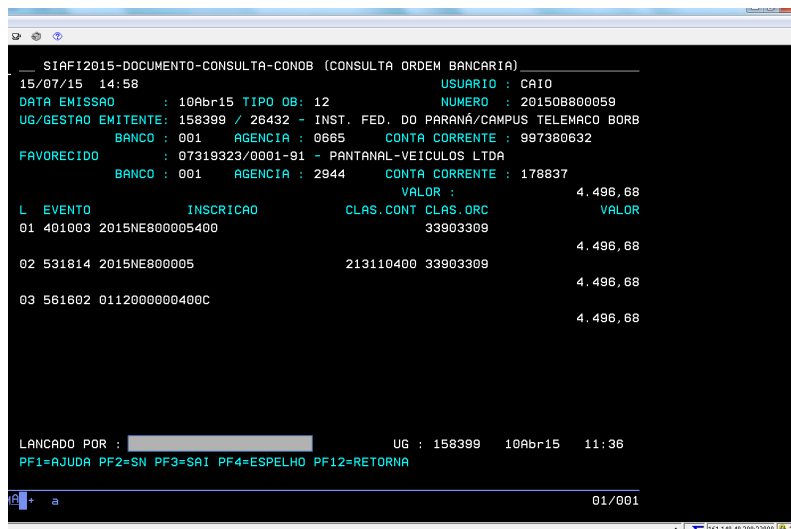 __ SIAFI2015-DOCUMENTO-CONSULTA-CONOB (CONSULTA ORDEM BANCARIA)_______________
15/07/15  14:58                                      USUARIO : CAIO
DATA EMISSAO      : 10Abr15 TIPO OB: 12              NUMERO  : 2015OB800059
UG/GESTAO EMITENTE: 158399 / 26432 - INST. FED. DO PARANÁ/CAMPUS TELEMACO BORB
BANCO : 001   AGENCIA : 0665     CONTA CORRENTE : 997380632
FAVORECIDO        : 07319323/0001-91 - PANTANAL-VEICULOS LTDA
BANCO : 001   AGENCIA : 2944     CONTA CORRENTE : 178837
VALOR :               4.496,68
L  EVENTO            INSCRICAO           CLAS.CONT CLAS.ORC              VALOR
01 401003 2015NE800005400                          33903309
4.496,68
02 531814 2015NE800005                   213110400 33903309
4.496,68
03 561602 0112000000400C
4.496,68
LANCADO POR :                                  UG : 158399   10Abr15   11:36
PF1=AJUDA PF2=SN PF3=SAI PF4=ESPELHO PF12=RETORNA
+  a                                                                    01/001